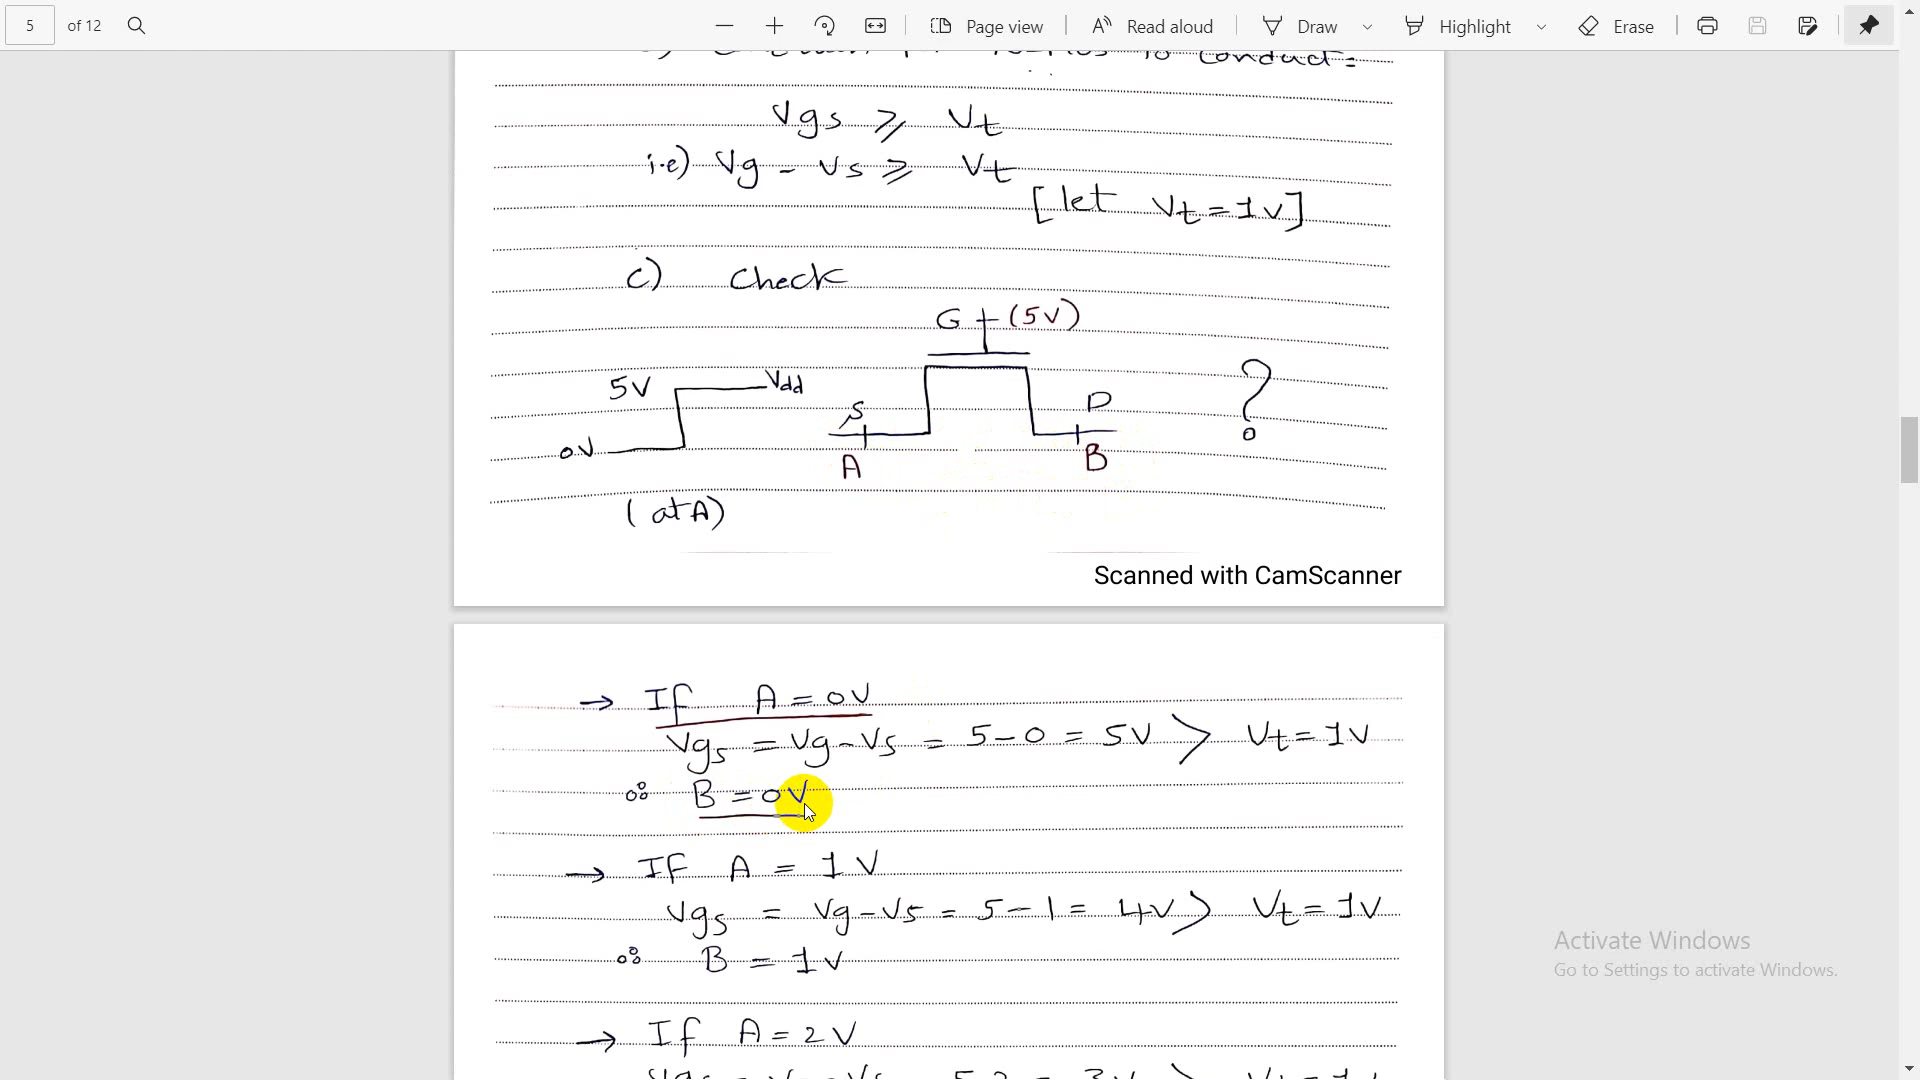 5 of 12 Page view Read aloud Draw Highlight Erase
to conduct:
Vgs ⩾ Vt
i.e) Vg - Vs ⩾ Vt
[let Vt = 1V]
c) Check
G (5V)
5V Vdd
S D ?
0V
A B
(at A)
Scanned with CamScanner
→ If A = 0V
Vgs = Vg-Vs = 5-0 = 5V > Vt = 1V
∴ B = 0V
→ If A = 1V
Vgs = Vg-Vs = 5-1 = 4V > Vt = 1V
∴ B = 1V
Activate Windows
Go to Settings to activate Windows.
→ If A = 2V